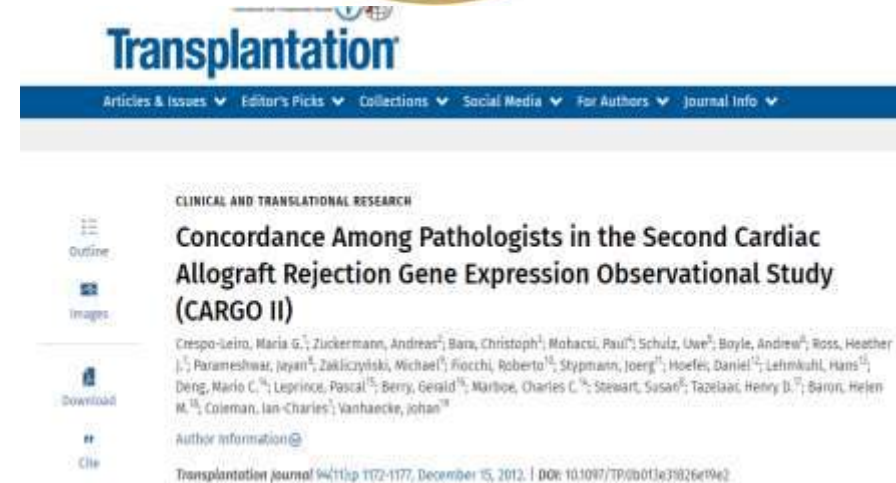 Transplantation
Articles & Issues Editor's Picks Collections Social Media For Authors Journal Info
CLINICAL AND TRANSLATIONAL RESEARCH
Concordance Among Pathologists in the Second Cardiac
Allograft Rejection Gene Expression Observational Study
(CARGO II)
Outline
Images
Download
Cite
Crespo-Leiro, Maria G.; Zuckermann, Andreas; Bara, Christoph; Mohacsi, Paul; Schulz, Uwe; Boyle, Andrew; Ross, Heather
J.; Parameshwar, Jayan; Zakliczyński, Michael; Fiocchi, Roberto; Stypmann, Joerg; Hoefer, Daniel; Lehmkuhl, Hans;
Deng, Mario C.; Leprince, Pascal; Berry, Gerald; Marboe, Charles C.; Stewart, Susan; Tazelaar, Henry D.; Baron, Helen
M.; Coleman, Ian-Charles; Vanhaecke, Johan
Author Information
Transplantation Journal 94(11):p 1172-1177, December 15, 2012. | DOI: 10.1097/TP.0b013e31826e19e2